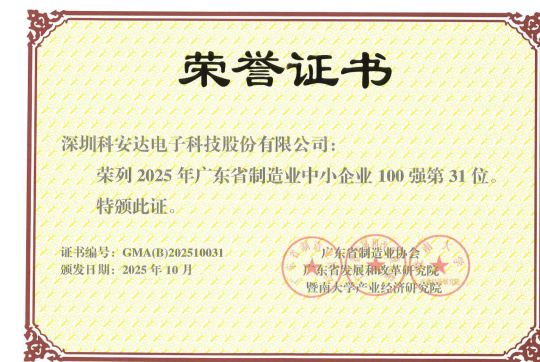 荣誉证书
深圳科安达电子科技股份有限公司：
荣列 2025 年广东省制造业中小企业 100 强第 31 位。
特颁此证。
证书编号：GMA(B)202510031
颁发日期：2025 年 10 月
广东省制造业协会
广东省发展和改革研究院
暨南大学产业经济研究院